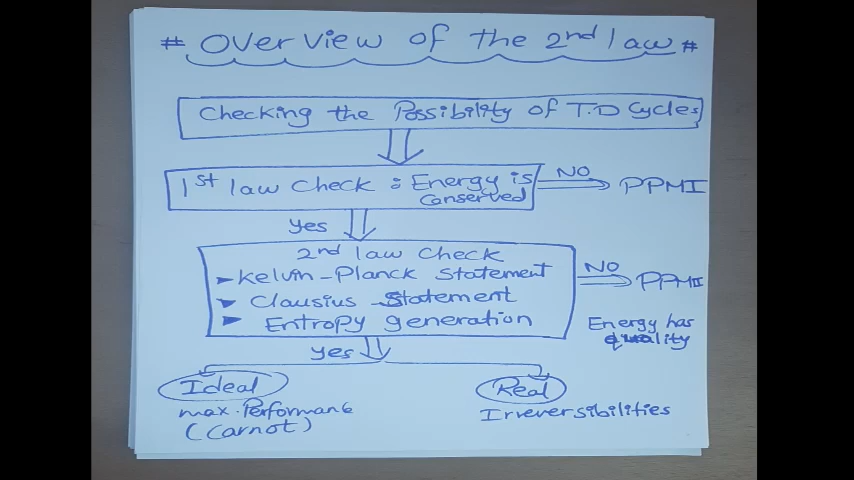 # Overview of the 2nd law #
Checking the Possibility of T.D Cycles
1st law check : Energy is
conserved
NO
PPMI
Yes
2nd law check
► Kelvin-Planck Statement
► Clausius Statement
► Entropy generation
NO
PPMII
Energy has
quality
Yes
Ideal
Real
max. Performance
Irreversibilities
(Carnot)